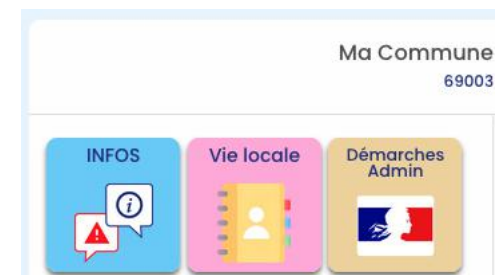 Ma Commune
69003
INFOS
Vie locale
Démarches
Admin
i